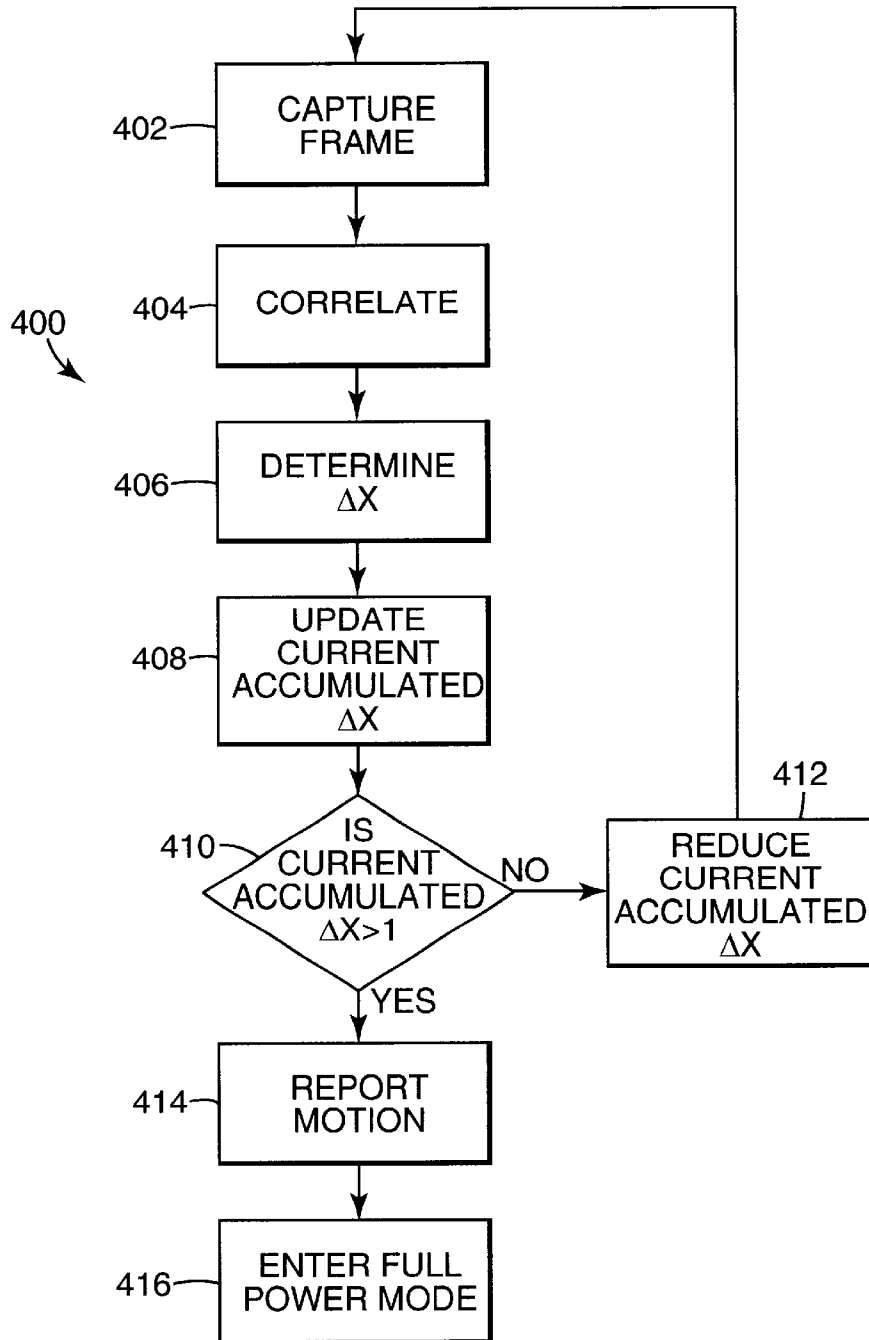 402
CAPTURE
FRAME
404
CORRELATE
400
406
DETERMINE
ΔX
408
UPDATE
CURRENT
ACCUMULATED
ΔX
410
IS
CURRENT
ACCUMULATED
ΔX>1
NO
412
REDUCE
CURRENT
ACCUMULATED
ΔX
YES
414
REPORT
MOTION
416
ENTER FULL
POWER MODE